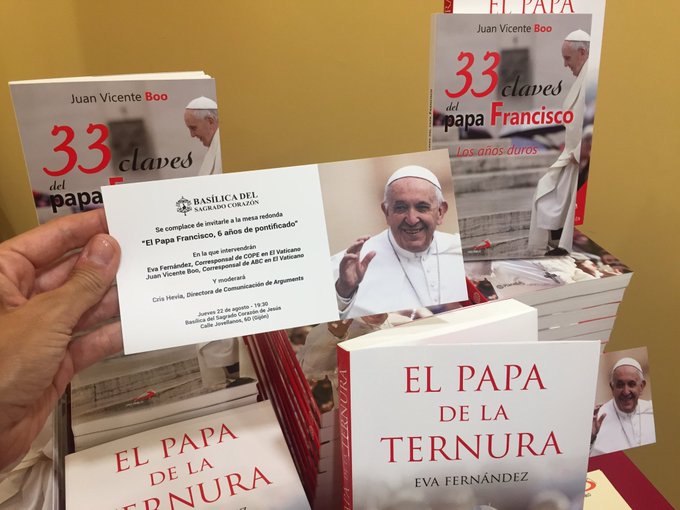 EL PAPA
Juan Vicente Boo
33
claves
del
papa Francisco
Los años duros
Juan Vicente Boo
33
claves
del
papa
BASÍLICA DEL
SAGRADO CORAZÓN
Se complace de invitarle a la mesa redonda
"El Papa Francisco, 6 años de pontificado"
En la que intervendrán
Eva Fernández, Corresponsal de COPE en El Vaticano
Juan Vicente Boo, Corresponsal de ABC en El Vaticano
Y moderará
Cris Hevia, Directora de Comunicación de Arguments
Jueves 22 de agosto - 19:30
Basílica del Sagrado Corazón de Jesús
Calle Jovellanos, 6D (Gijón)
EL PAPA
DE LA
TERNURA
EVA FERNÁNDEZ
EL PAPA
DE LA
TERNURA